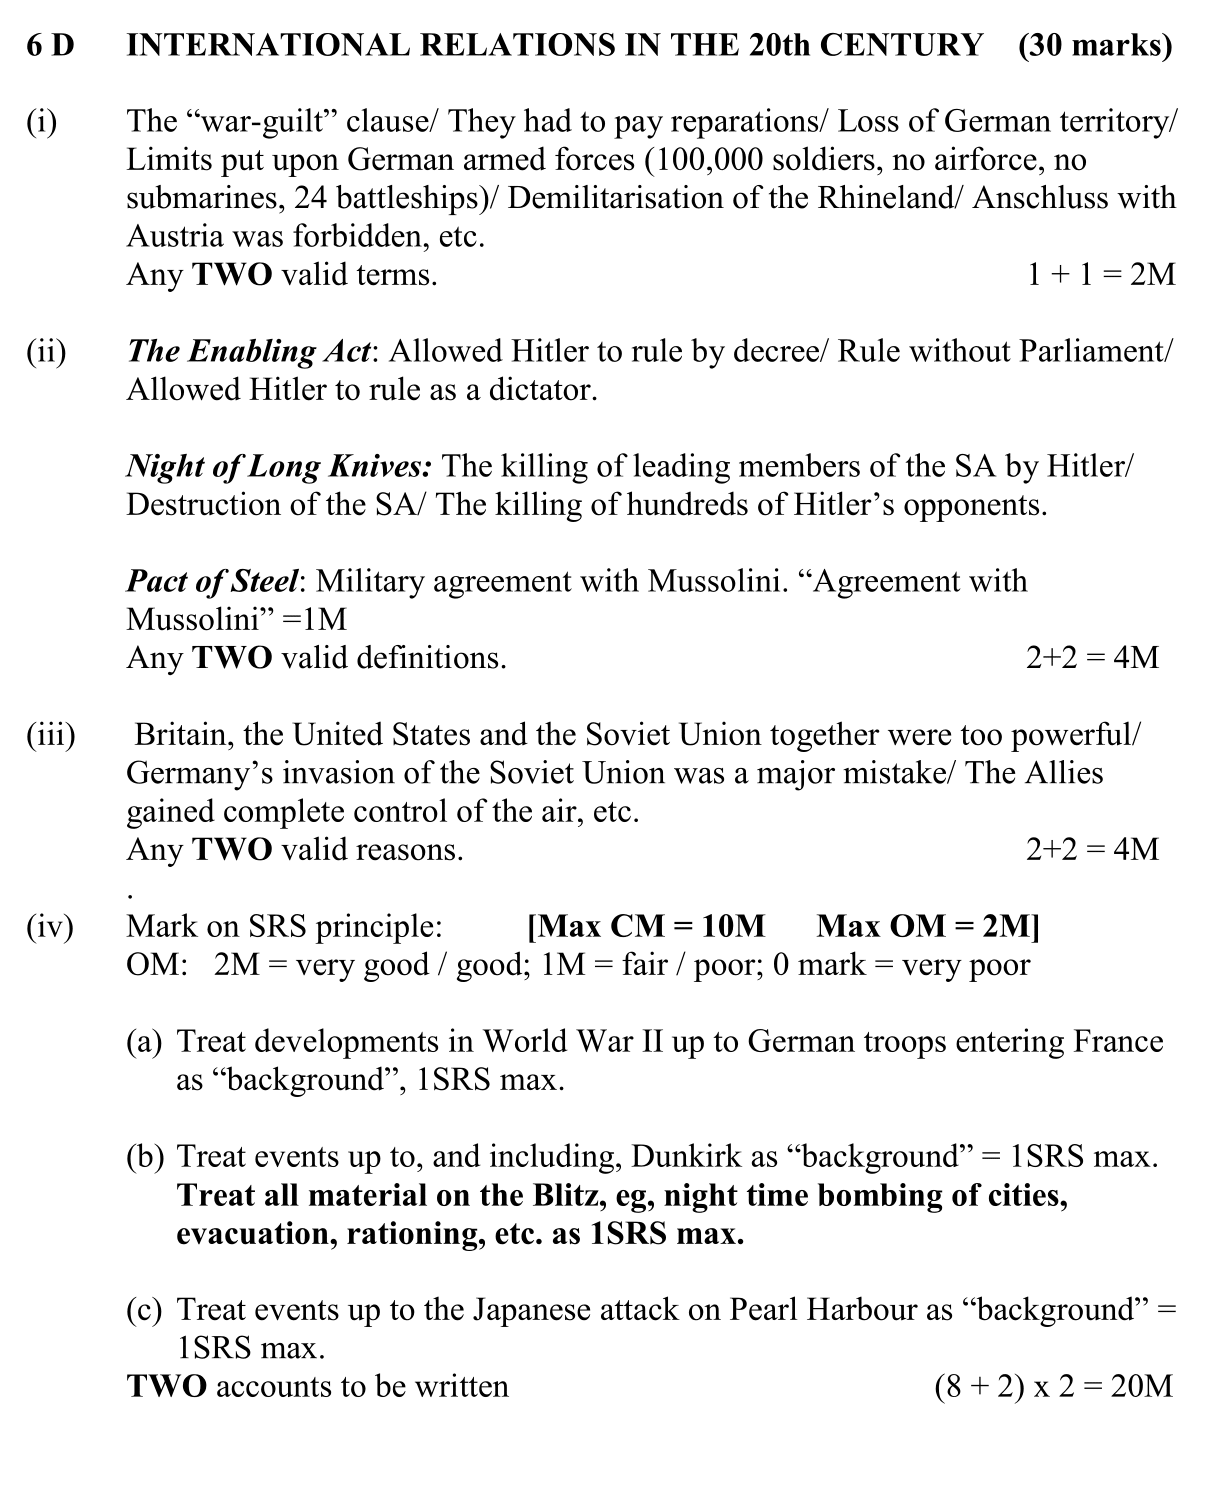 6 D INTERNATIONAL RELATIONS IN THE 20th CENTURY (30 marks)
(i) The “war-guilt” clause/ They had to pay reparations/ Loss of German territory/
Limits put upon German armed forces (100,000 soldiers, no airforce, no
submarines, 24 battleships)/ Demilitarisation of the Rhineland/ Anschluss with
Austria was forbidden, etc.
Any TWO valid terms. 1 + 1 = 2M
(ii) The Enabling Act: Allowed Hitler to rule by decree/ Rule without Parliament/
Allowed Hitler to rule as a dictator.
Night of Long Knives: The killing of leading members of the SA by Hitler/
Destruction of the SA/ The killing of hundreds of Hitler’s opponents.
Pact of Steel: Military agreement with Mussolini. “Agreement with
Mussolini” =1M
Any TWO valid definitions. 2+2 = 4M
(iii) Britain, the United States and the Soviet Union together were too powerful/
Germany’s invasion of the Soviet Union was a major mistake/ The Allies
gained complete control of the air, etc.
Any TWO valid reasons. 2+2 = 4M
.
(iv) Mark on SRS principle: [Max CM = 10M Max OM = 2M]
OM: 2M = very good / good; 1M = fair / poor; 0 mark = very poor
(a) Treat developments in World War II up to German troops entering France
as “background”, 1SRS max.
(b) Treat events up to, and including, Dunkirk as “background” = 1SRS max.
Treat all material on the Blitz, eg, night time bombing of cities,
evacuation, rationing, etc. as 1SRS max.
(c) Treat events up to the Japanese attack on Pearl Harbour as “background” =
1SRS max.
TWO accounts to be written (8 + 2) x 2 = 20M